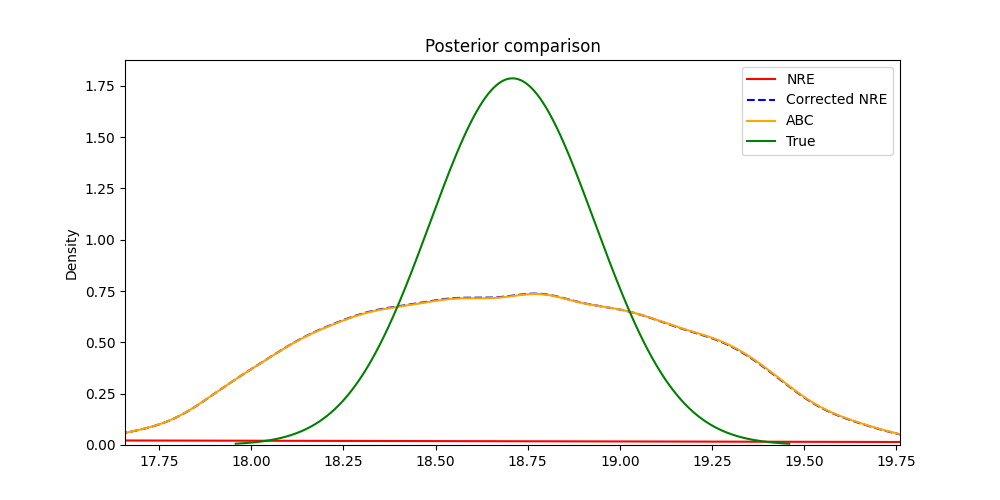 Posterior comparison
NRE
Corrected NRE
ABC
True
Density
1.75
1.50
1.25
1.00
0.75
0.50
0.25
0.00
17.75 18.00 18.25 18.50 18.75 19.00 19.25 19.50 19.75